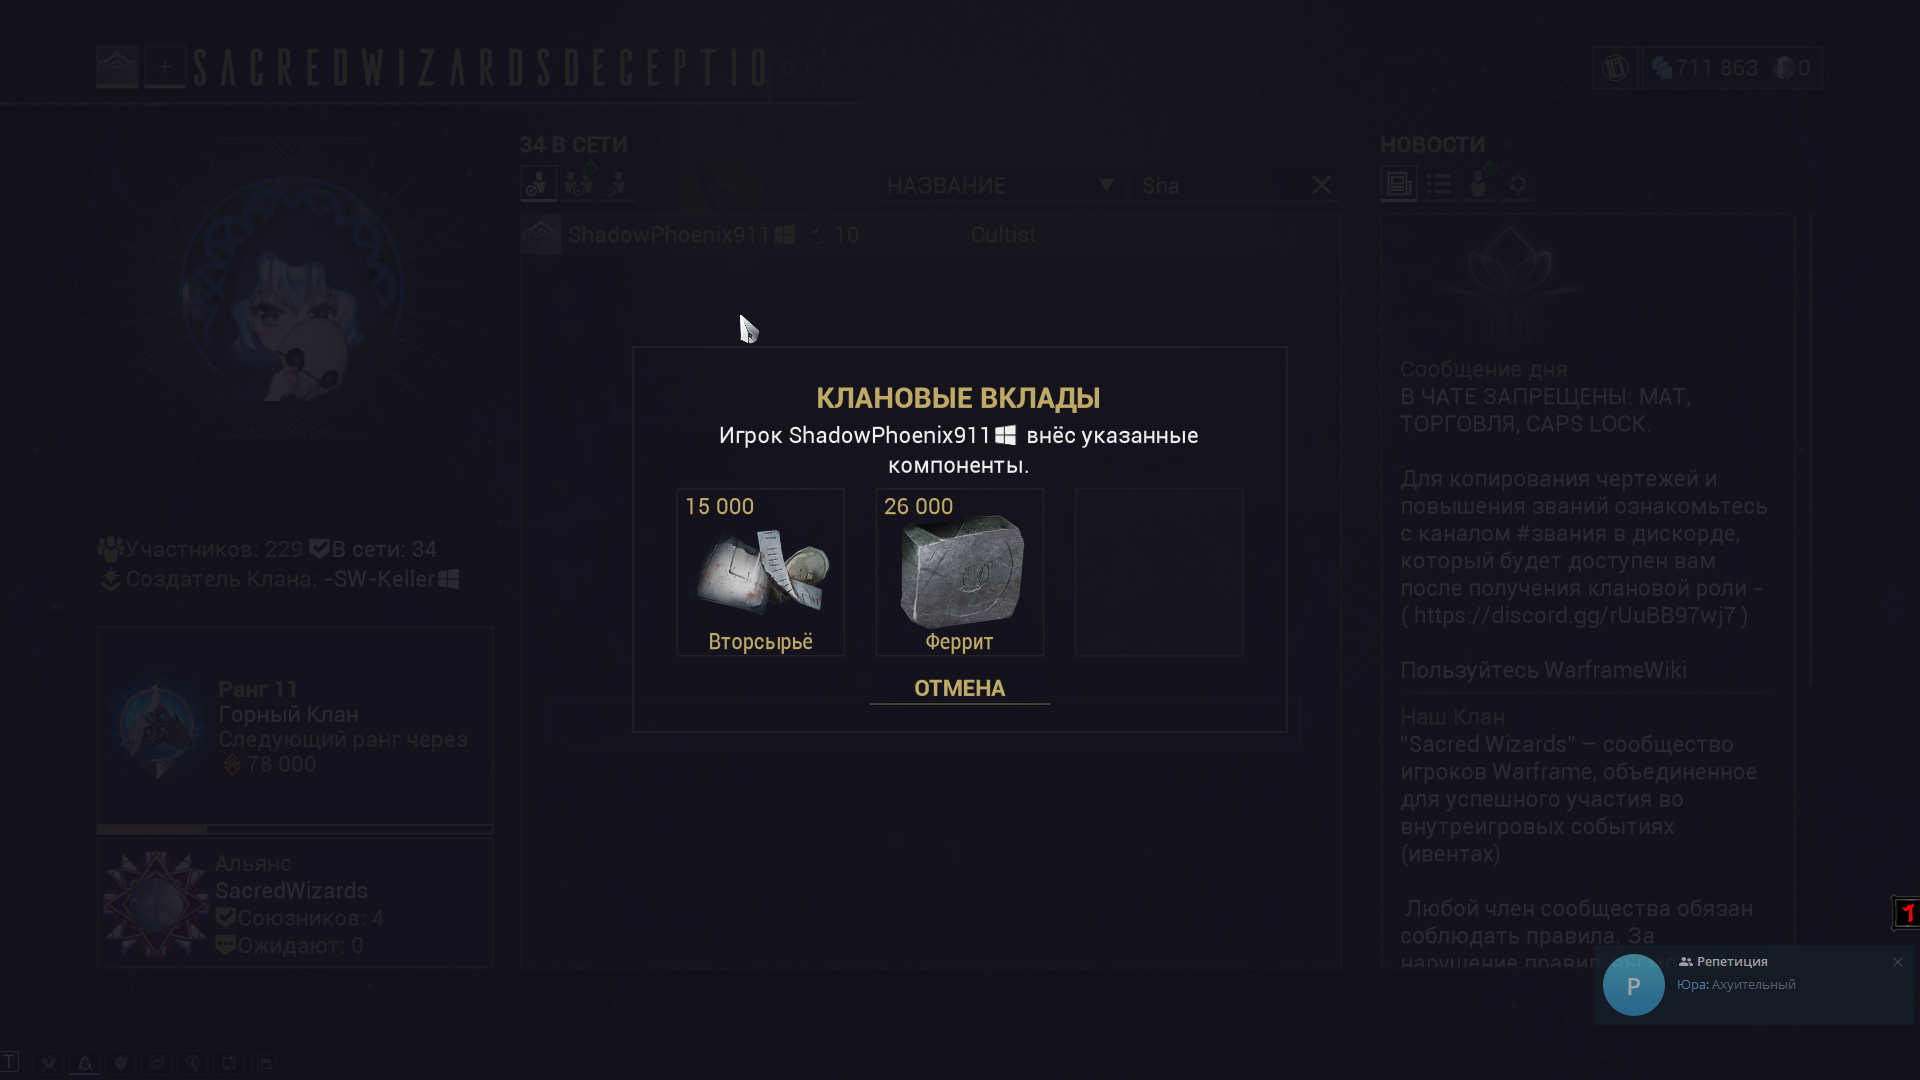 SACREDWIZARDSDECEPTIO
711 863
0
34 В СЕТИ
НАЗВАНИЕ
Sha
НОВОСТИ
ShadowPhoenix911
10
Cultist
КЛАНОВЫЕ ВКЛАДЫ
Игрок ShadowPhoenix911 внёс указанные
компоненты.
15 000
Вторсырьё
26 000
Феррит
ОТМЕНА
Участников: 229 В сети: 34
Создатель Клана: -SW-Keller
Ранг 11
Горный Клан
Следующий ранг через
78 000
Альянс
SacredWizards
Союзников: 4
Ожидают: 0
Сообщение дня
В ЧАТЕ ЗАПРЕЩЕНЫ: МАТ,
ТОРГОВЛЯ, CAPS LOCK.
Для копирования чертежей и
повышения званий ознакомьтесь
с каналом #звания в дискорде,
который будет доступен вам
после получения клановой роли -
( https://discord.gg/rUuBB97wj7 )
Пользуйтесь WarframeWiki
Наш Клан
"Sacred Wizards" – сообщество
игроков Warframe, объединенное
для успешного участия во
внутреигровых событиях
(ивентах)
Любой член сообщества обязан
соблюдать правила. За
нарушение правил
Репетиция
Р
Юра: Ахуительный
T